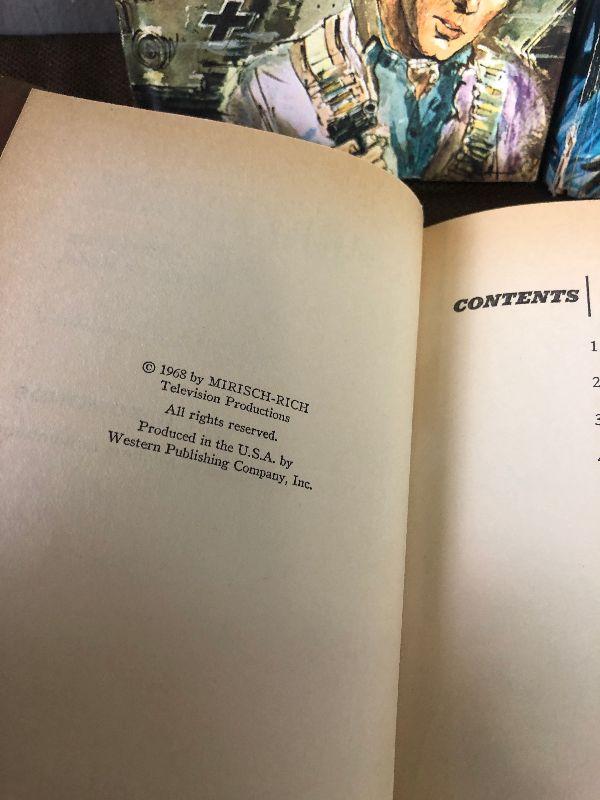 © 1968 by MIRISCH-RICH
Television Productions
All rights reserved.
Produced in the U.S.A. by
Western Publishing Company, Inc.
CONTENTS
1
2
3